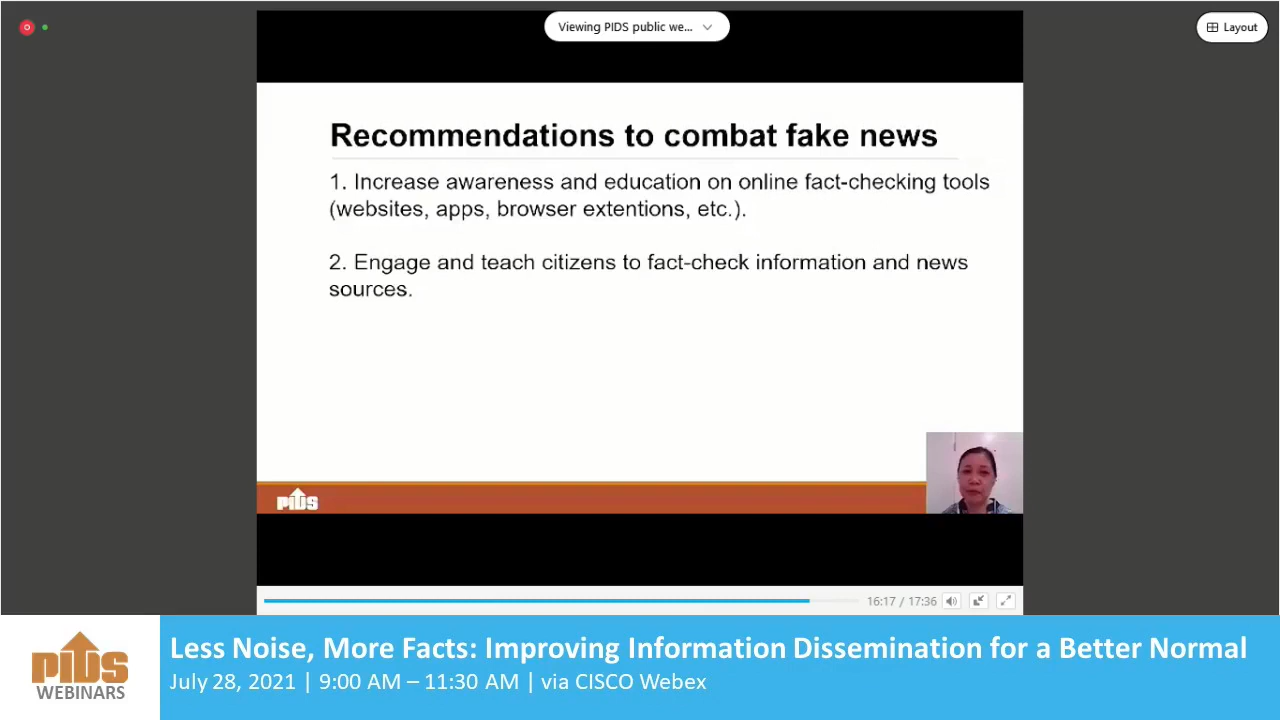 Viewing PIDS public we...
Layout
Recommendations to combat fake news
1. Increase awareness and education on online fact-checking tools
(websites, apps, browser extentions, etc.).
2. Engage and teach citizens to fact-check information and news
sources.
PIDS
16:17 / 17:36
PIDS
WEBINARS
Less Noise, More Facts: Improving Information Dissemination for a Better Normal
July 28, 2021 | 9:00 AM – 11:30 AM | via CISCO Webex